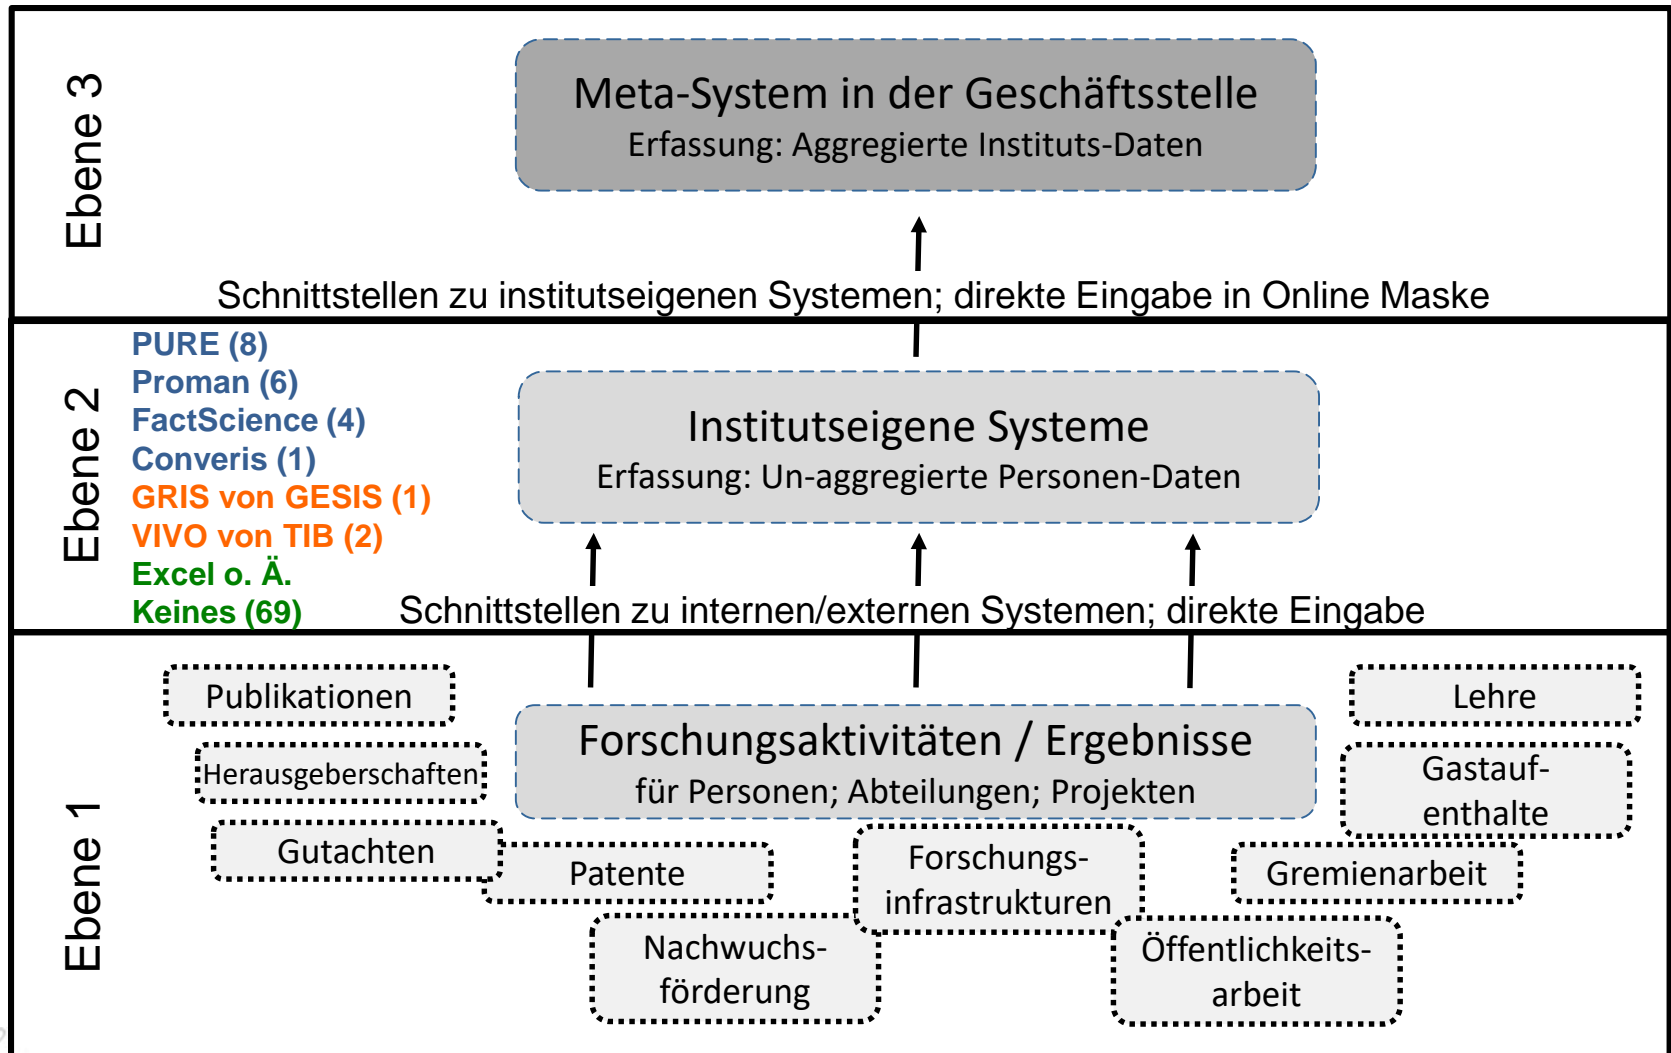 Ebene 3
Meta-System in der Geschäftsstelle
Erfassung: Aggregierte Instituts-Daten
Schnittstellen zu institutseigenen Systemen; direkte Eingabe in Online Maske
Ebene 2
PURE (8)
Proman (6)
FactScience (4)
Converis (1)
GRIS von GESIS (1)
VIVO von TIB (2)
Excel o. Ä.
Keines (69)
Institutseigene Systeme
Erfassung: Un-aggregierte Personen-Daten
Schnittstellen zu internen/externen Systemen; direkte Eingabe
Ebene 1
Publikationen
Herausgeberschaften
Gutachten
Patente
Nachwuchs-
förderung
Forschungsaktivitäten / Ergebnisse
für Personen; Abteilungen; Projekten
Forschungs-
infrastrukturen
Öffentlichkeits-
arbeit
Lehre
Gastauf-
enthalte
Gremienarbeit